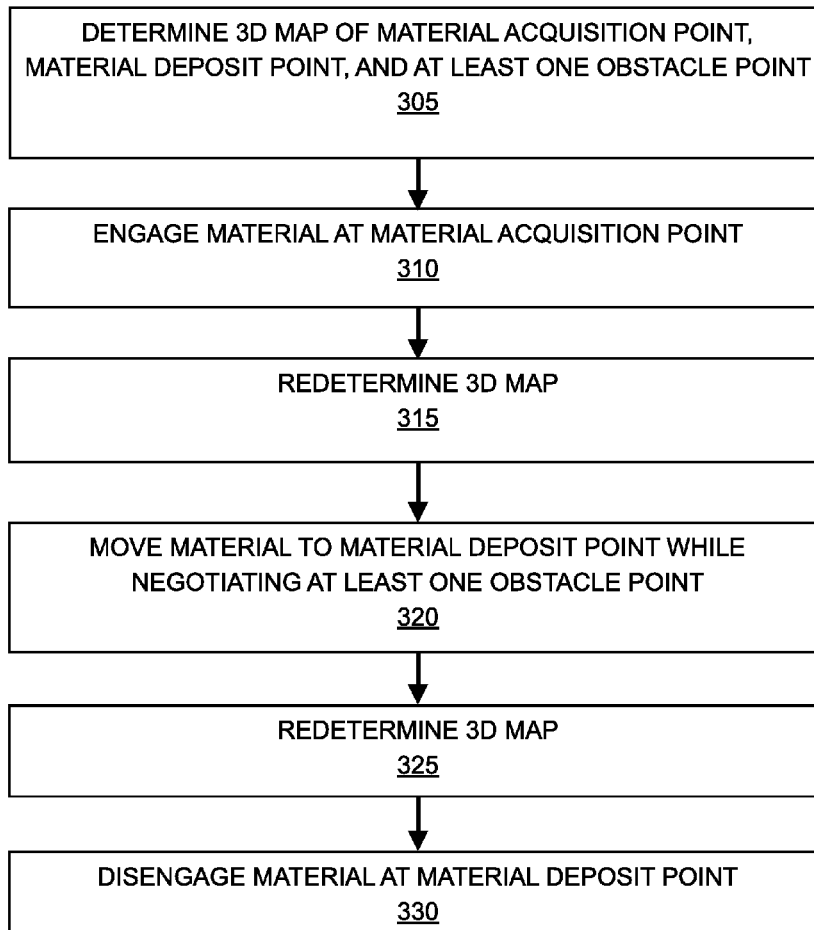 DETERMINE 3D MAP OF MATERIAL ACQUISITION POINT,
MATERIAL DEPOSIT POINT, AND AT LEAST ONE OBSTACLE POINT
305
ENGAGE MATERIAL AT MATERIAL ACQUISITION POINT
310
REDETERMINE 3D MAP
315
MOVE MATERIAL TO MATERIAL DEPOSIT POINT WHILE
NEGOTIATING AT LEAST ONE OBSTACLE POINT
320
REDETERMINE 3D MAP
325
DISENGAGE MATERIAL AT MATERIAL DEPOSIT POINT
330